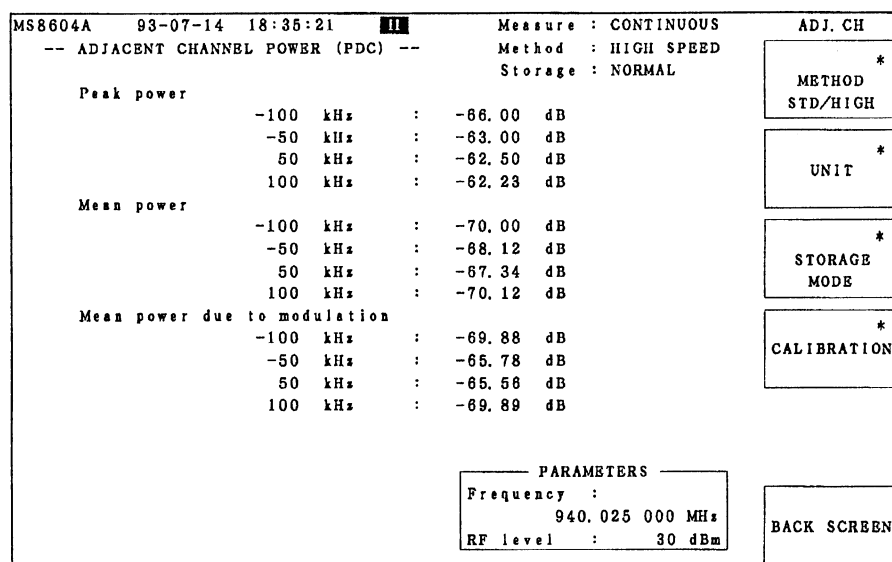 MS8604A 93-07-14 18:35:21 Measure : CONTINUOUS ADJ. CH
-- ADJACENT CHANNEL POWER (PDC) -- Method : HIGH SPEED
Storage : NORMAL
*
METHOD
STD/HIGH
Peak power
-100 kHz : -66.00 dB
-50 kHz : -63.00 dB
50 kHz : -62.50 dB
100 kHz : -62.23 dB
*
UNIT
Mean power
-100 kHz : -70.00 dB
-50 kHz : -68.12 dB
50 kHz : -67.34 dB
100 kHz : -70.12 dB
*
STORAGE
MODE
Mean power due to modulation
-100 kHz : -69.88 dB
-50 kHz : -65.78 dB
50 kHz : -65.56 dB
100 kHz : -69.89 dB
*
CALIBRATION
PARAMETERS
Frequency :
940.025 000 MHz
RF level : 30 dBm
BACK SCREEN